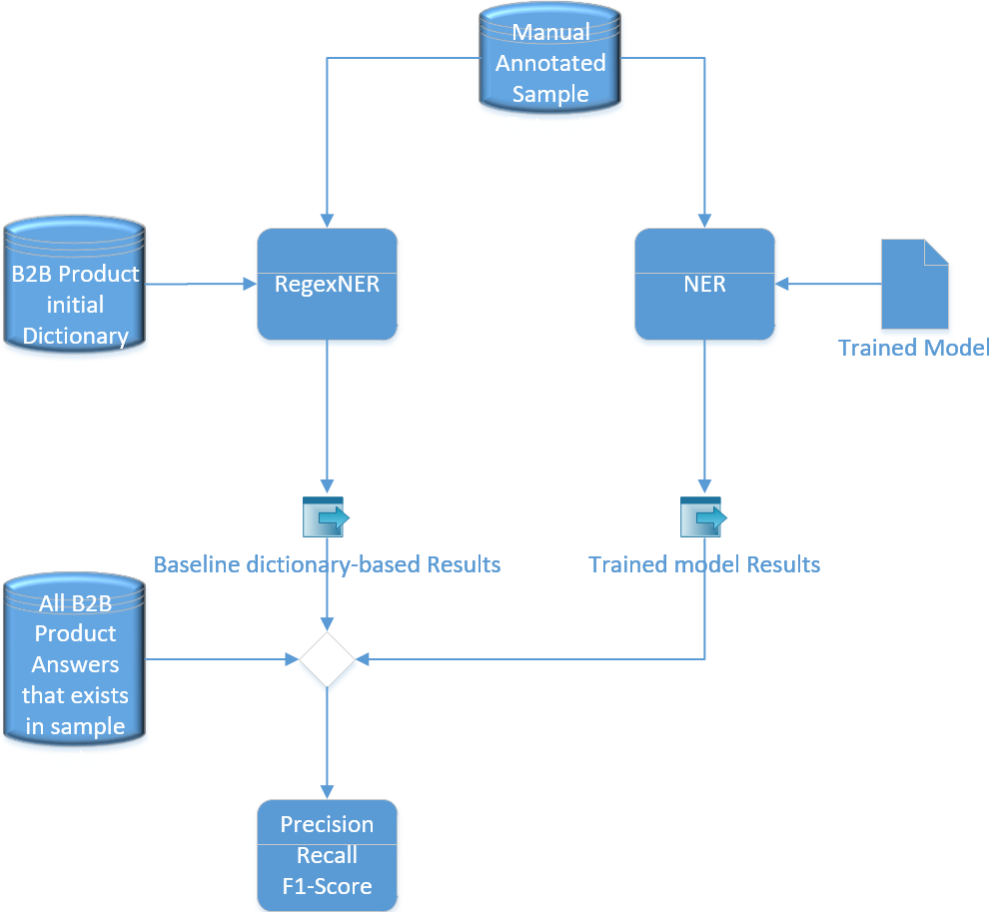 Manual
Annotated
Sample
B2B Product
initial
Dictionary
RegexNER
NER
Trained Model
Baseline dictionary-based Results
Trained model Results
All B2B
Product
Answers
that exists
in sample
Precision
Recall
F1-Score